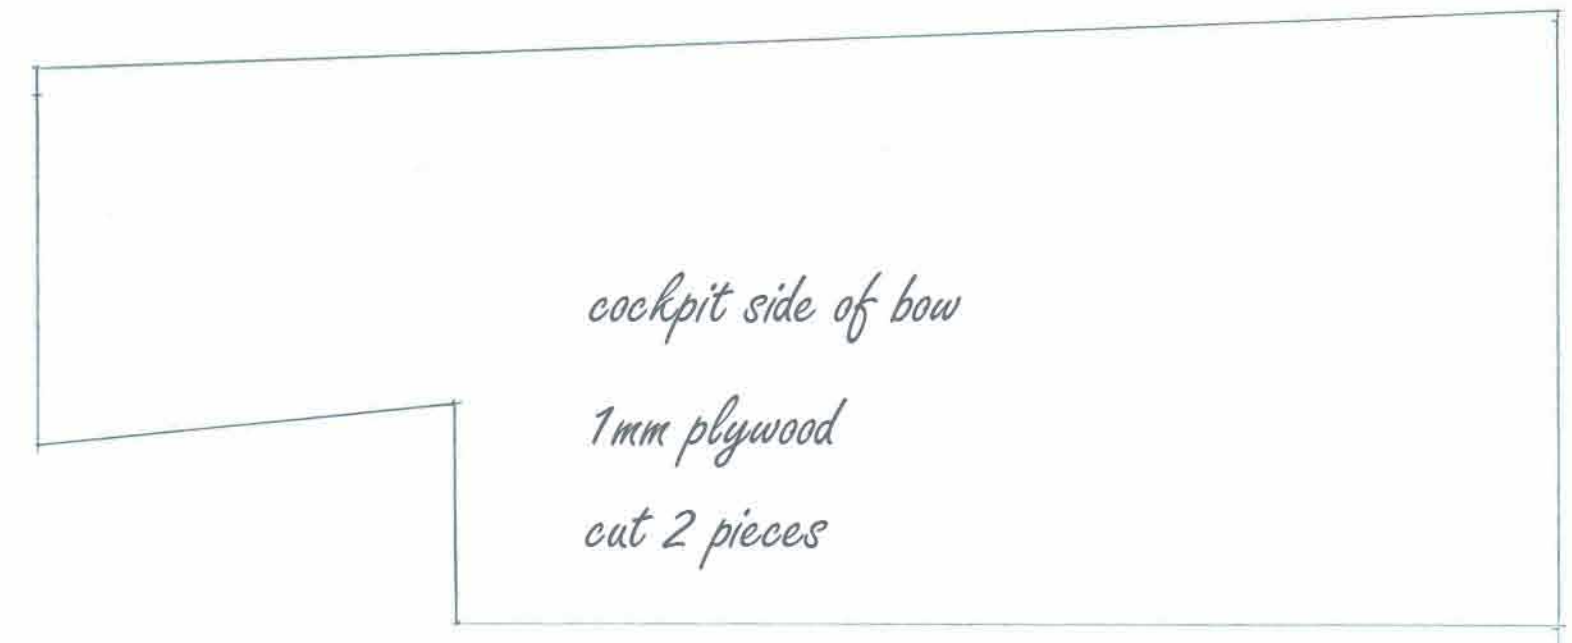 cockpit side of bow
1mm plywood
cut 2 pieces